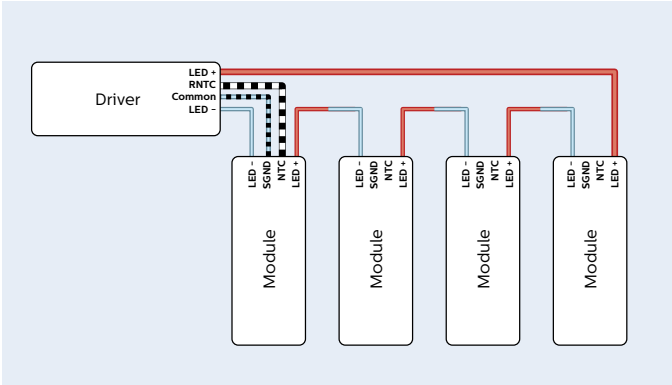 LED +
RNTC
Common
LED –
Driver
LED –
SGND
NTC
LED +
Module
LED –
SGND
NTC
LED +
Module
LED –
SGND
NTC
LED +
Module
LED –
SGND
NTC
LED +
Module